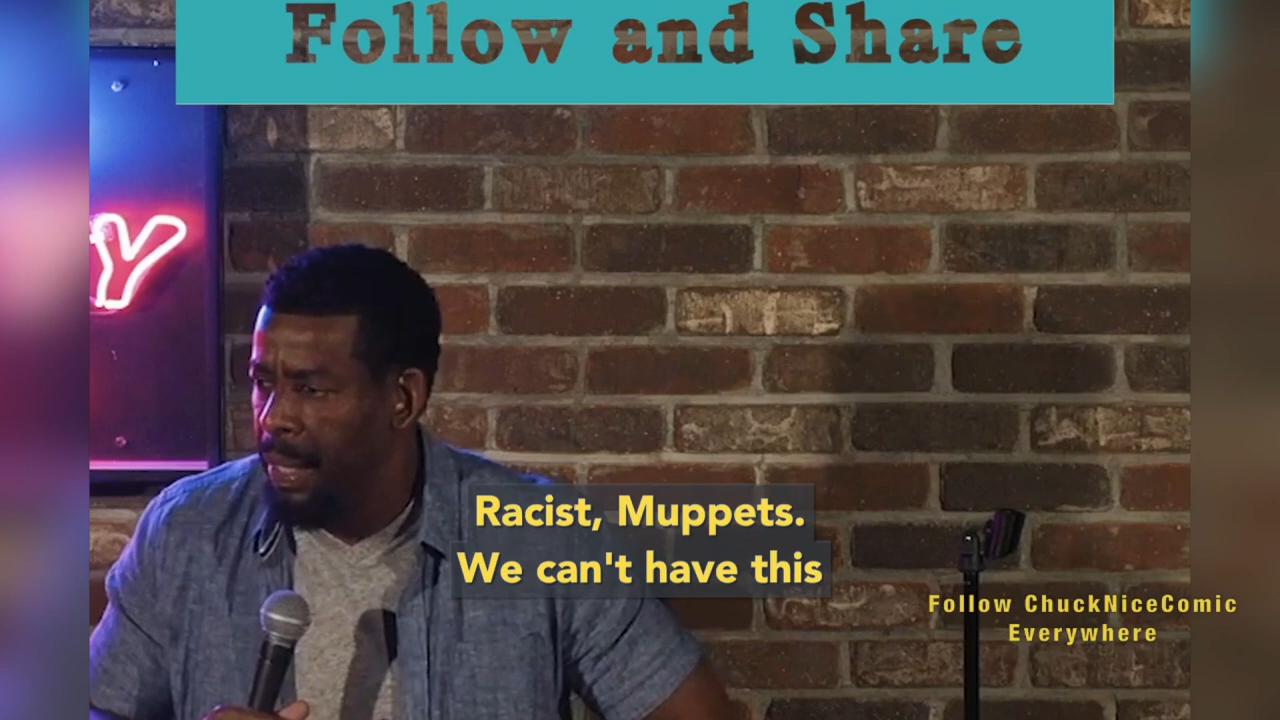 Follow and Share
Y
Racist, Muppets.
We can't have this
Follow ChuckNiceComic
Everywhere